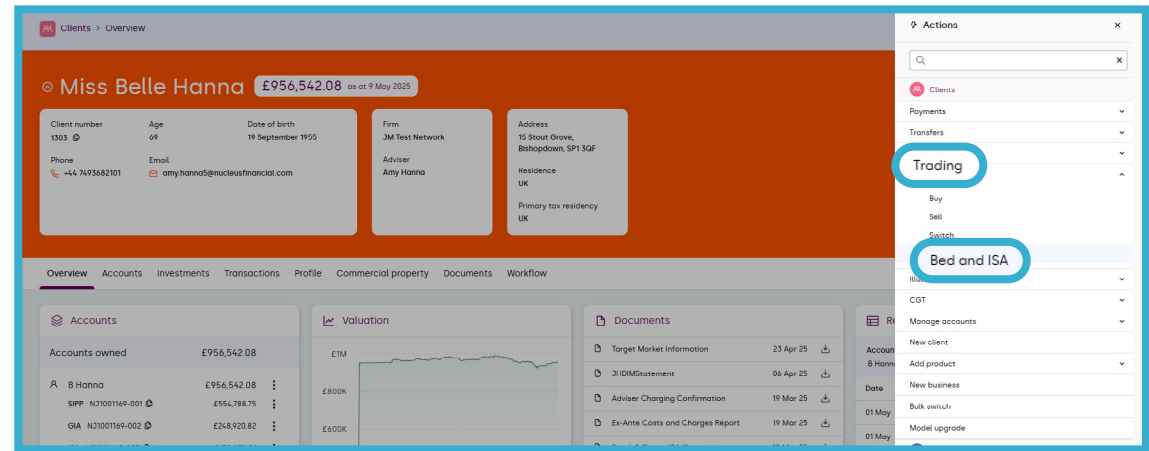 Clients > Overview
Miss Belle Hanna £956,542.08 as at 9 May 2025
Client number Age Date of birth
1303 69 19 September 1955
Phone Email
+44 7493682101 amy.hanna5@nucleusfinancial.com
Firm
JM Test Network
Adviser
Amy Hanna
Address
15 Stout Grove,
Bishopdown, SP1 3QF
Residence
UK
Primary tax residency
UK
Overview Accounts Investments Transactions Profile Commercial property Documents Workflow
Accounts
Accounts owned £956,542.08
B Hanna £956,542.08
SIPP NJ1001169-001 £554,788.75
GIA NJ1001169-002 £248,920.82
Valuation
£1M
£800K
£600K
Documents
Target Market Information 23 Apr 25
JHDIMStatement 06 Apr 25
Adviser Charging Confirmation 19 Mar 25
Ex-Ante Costs and Charges Report 19 Mar 25
Accoun
B Hann
Date
01 May
01 May
Actions
Clients
Payments
Transfers
Trading
Buy
Sell
Switch
Bed and ISA
CGT
Manage accounts
New client
Add product
New business
Bulk switch
Model upgrade